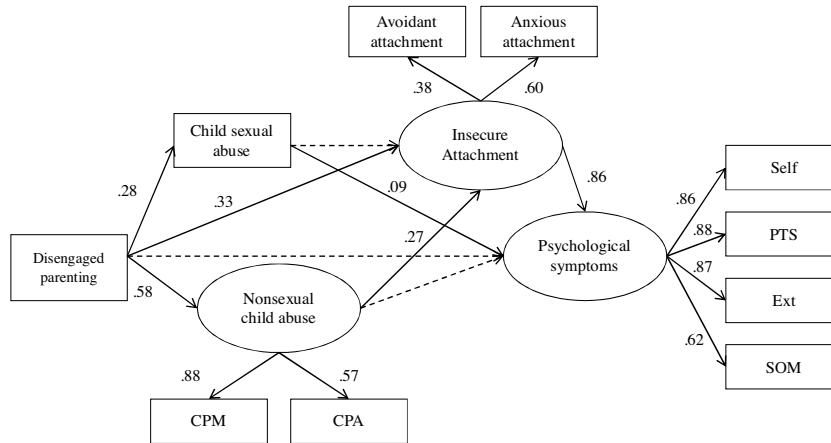 Avoidant
attachment
Anxious
attachment
.38
.60
Child sexual
abuse
Insecure
Attachment
Self
.28
.33
.09
.86
.86
.27
.88
PTS
Disengaged
parenting
Psychological
symptoms
.87
.58
Nonsexual
child abuse
Ext
.62
SOM
.88
.57
CPM
CPA